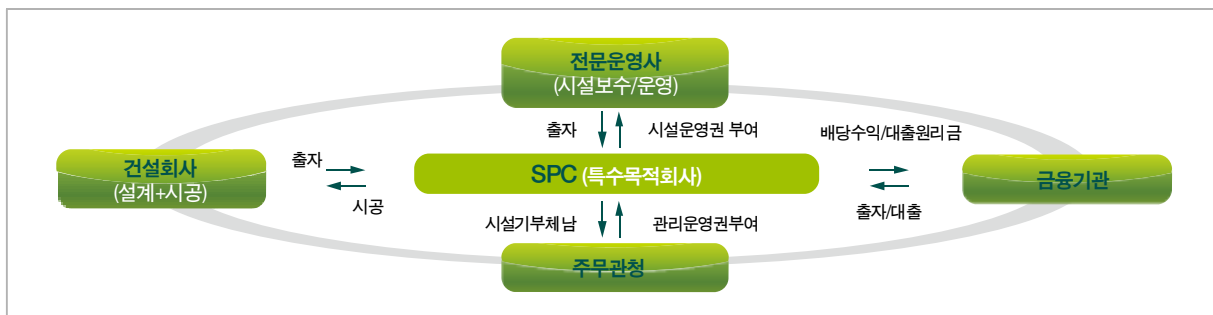 전문운영사
(시설보수/운영)
출자
시설운영권 부여
배당수익/대출원리금
건설회사
(설계+시공)
출자
시공
SPC (특수목적회사)
금융기관
출자/대출
시설기부체납
관리운영권부여
주무관청